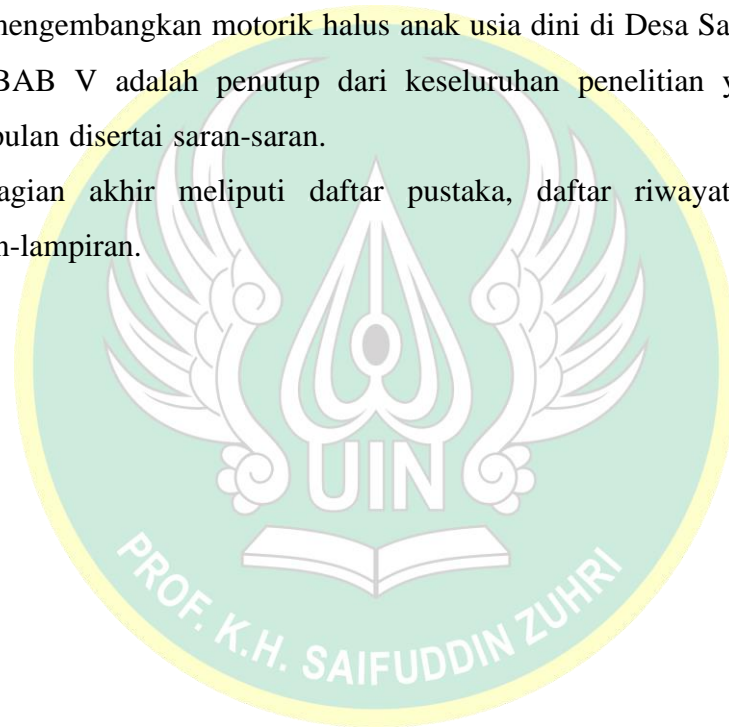 mengembangkan motorik halus anak usia dini di Desa Sa
BAB V adalah penutup dari keseluruhan penelitian y
pulan disertai saran-saran.
agian akhir meliputi daftar pustaka, daftar riwayat
n-lampiran.
UIN
PROF. K.H. SAIFUDDIN ZUHRI